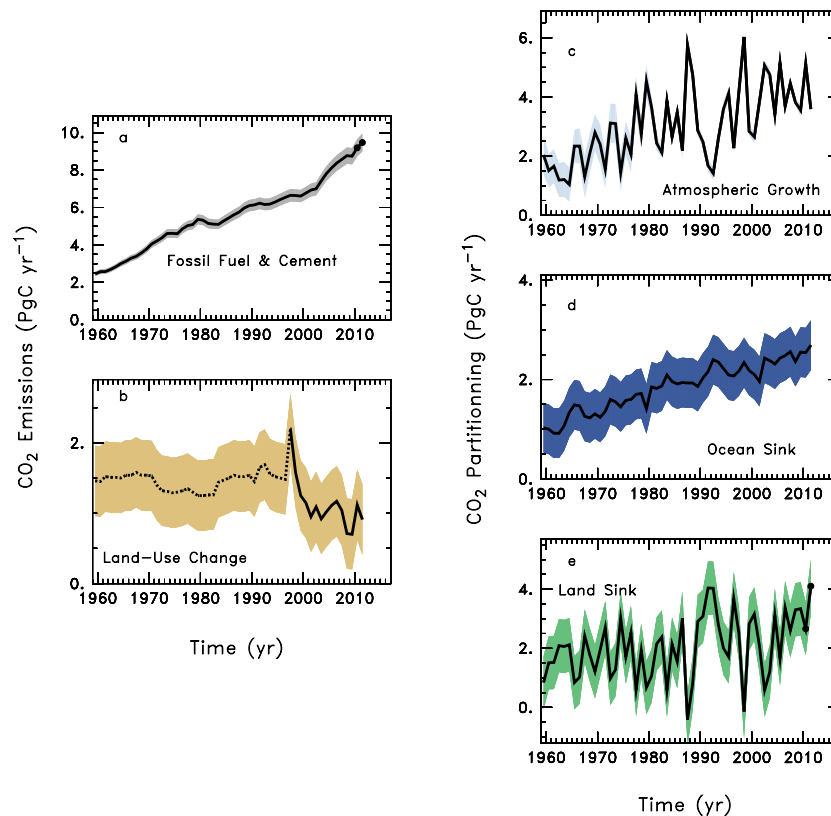 CO2 Emissions (PgC yr−1)
a
10.
8.
6.
4.
2.
0.
Fossil Fuel & Cement
1960 1970 1980 1990 2000 2010
b
2.
0.
Land−Use Change
1960 1970 1980 1990 2000 2010
Time (yr)
CO2 Partitionning (PgC yr−1)
c
6.
4.
2.
0.
Atmospheric Growth
1960 1970 1980 1990 2000 2010
d
4.
2.
0.
Ocean Sink
1960 1970 1980 1990 2000 2010
e
Land Sink
4.
2.
0.
1960 1970 1980 1990 2000 2010
Time (yr)